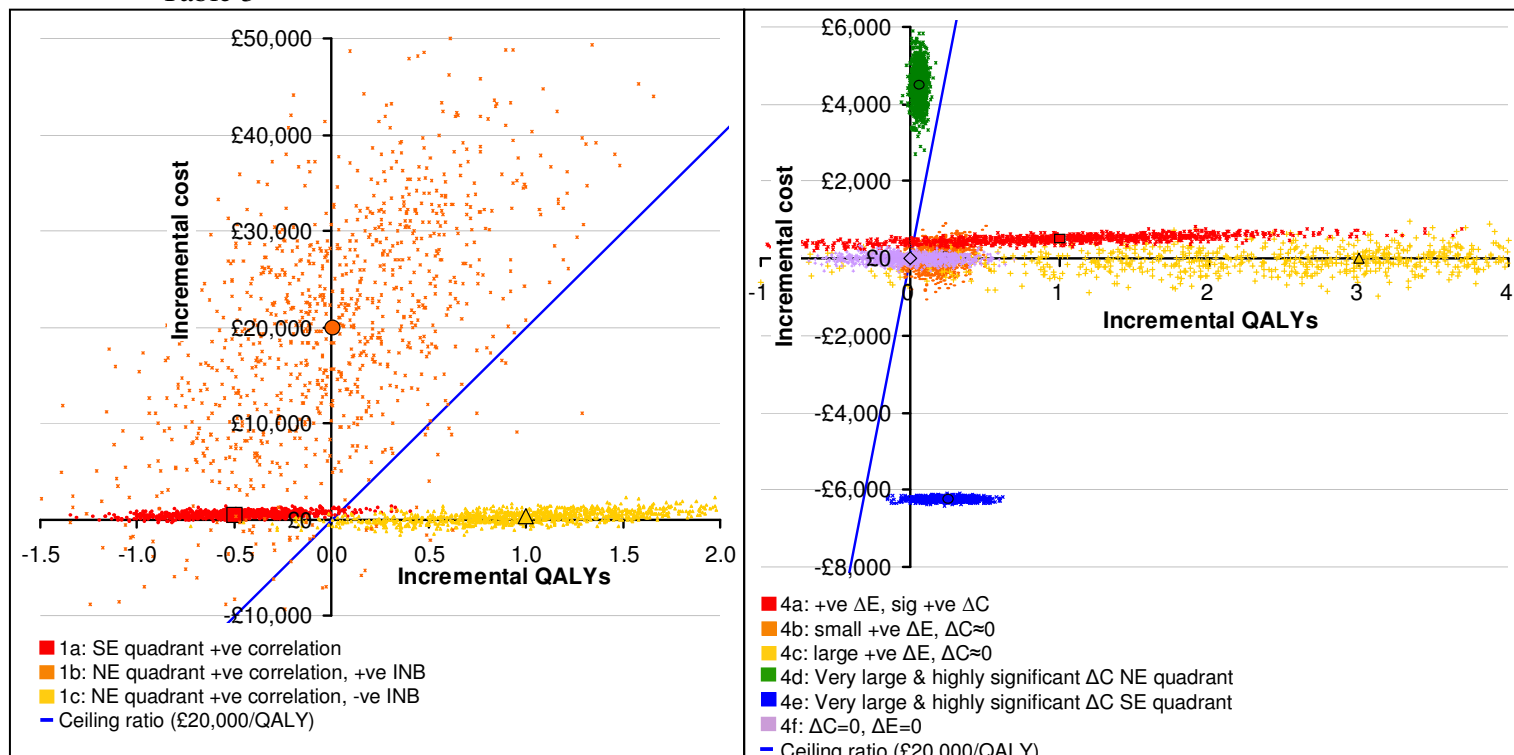 Table 3
£50,000
£40,000
£30,000
£20,000
£10,000
£0
-£10,000
Incremental cost
-1.5 -1.0 -0.5 0.0 0.5 1.0 1.5 2.0
Incremental QALYs
1a: SE quadrant +ve correlation
1b: NE quadrant +ve correlation, +ve INB
1c: NE quadrant +ve correlation, -ve INB
Ceiling ratio (£20,000/QALY)
£6,000
£4,000
£2,000
£0
-£2,000
-£4,000
-£6,000
-£8,000
Incremental cost
-1 0 1 2 3 4
Incremental QALYs
4a: +ve ΔE, sig +ve ΔC
4b: small +ve ΔE, ΔC≈0
4c: large +ve ΔE, ΔC≈0
4d: Very large & highly significant ΔC NE quadrant
4e: Very large & highly significant ΔC SE quadrant
4f: ΔC=0, ΔE=0
Ceiling ratio (£20,000/QALY)